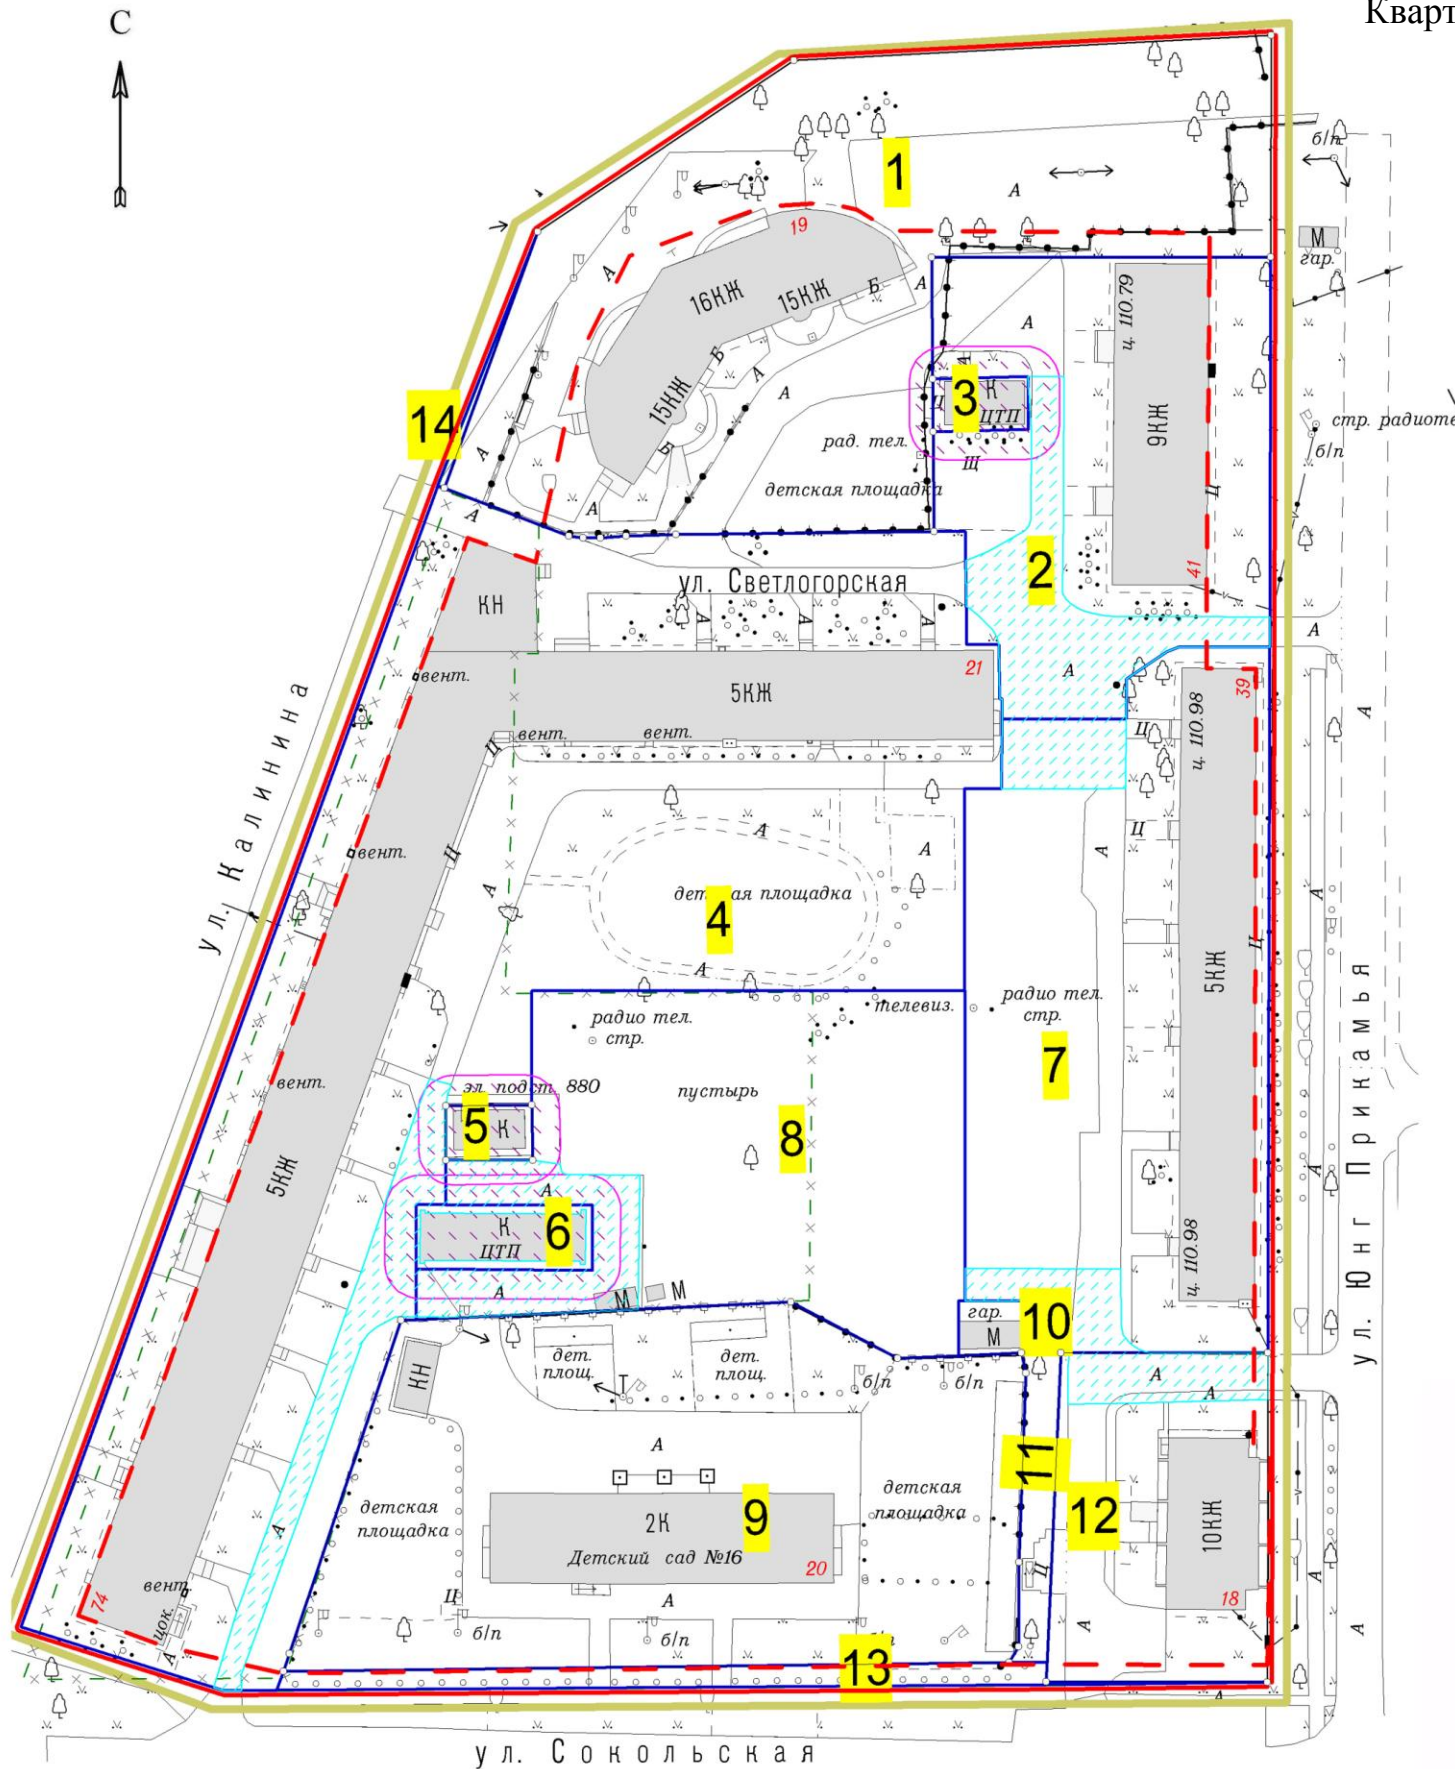 Кварт
С
1
А
б/п
19
М
гар.
А
16КЖ
15КЖ
Б
А
А
ц. 110.79
14
Б
А
А
А
3
К
ЦТП
15КЖ
9КЖ
стр. радиоте
б/п
рад. тел.
Б
А
Щ
детская площадка
Ц
А
А
2
41
ул. Светлогорская
КН
А
А
А
А
21
А
вент.
5КЖ
39
ул. Калинина
вент.
вент.
Ц
Ц
ц. 110.98
А
вент.
Ц
А
А
Ц
А
А
детская площадка
4
А
Ц
А
радио тел.
стр.
телевиз.
радио тел.
стр.
5КЖ
7
вент.
эл. подст. 880
пустырь
5
К
8
А
5КЖ
А
6
К
ЦТП
ц. 110.98
ул. Юнг Прикамья
А
М
М
гар.
М
10
дет.
площ.
дет.
площ.
КН
Т
б/п
б/п
А
А
А
11
детская
площадка
детская
площадка
2К
9
12
10КЖ
Детский сад №16
20
А
Ц
18
74
вент.
цок.
А
Ц
А
А
А
А
б/п
б/п
б/п
13
А
ул. Сокольская